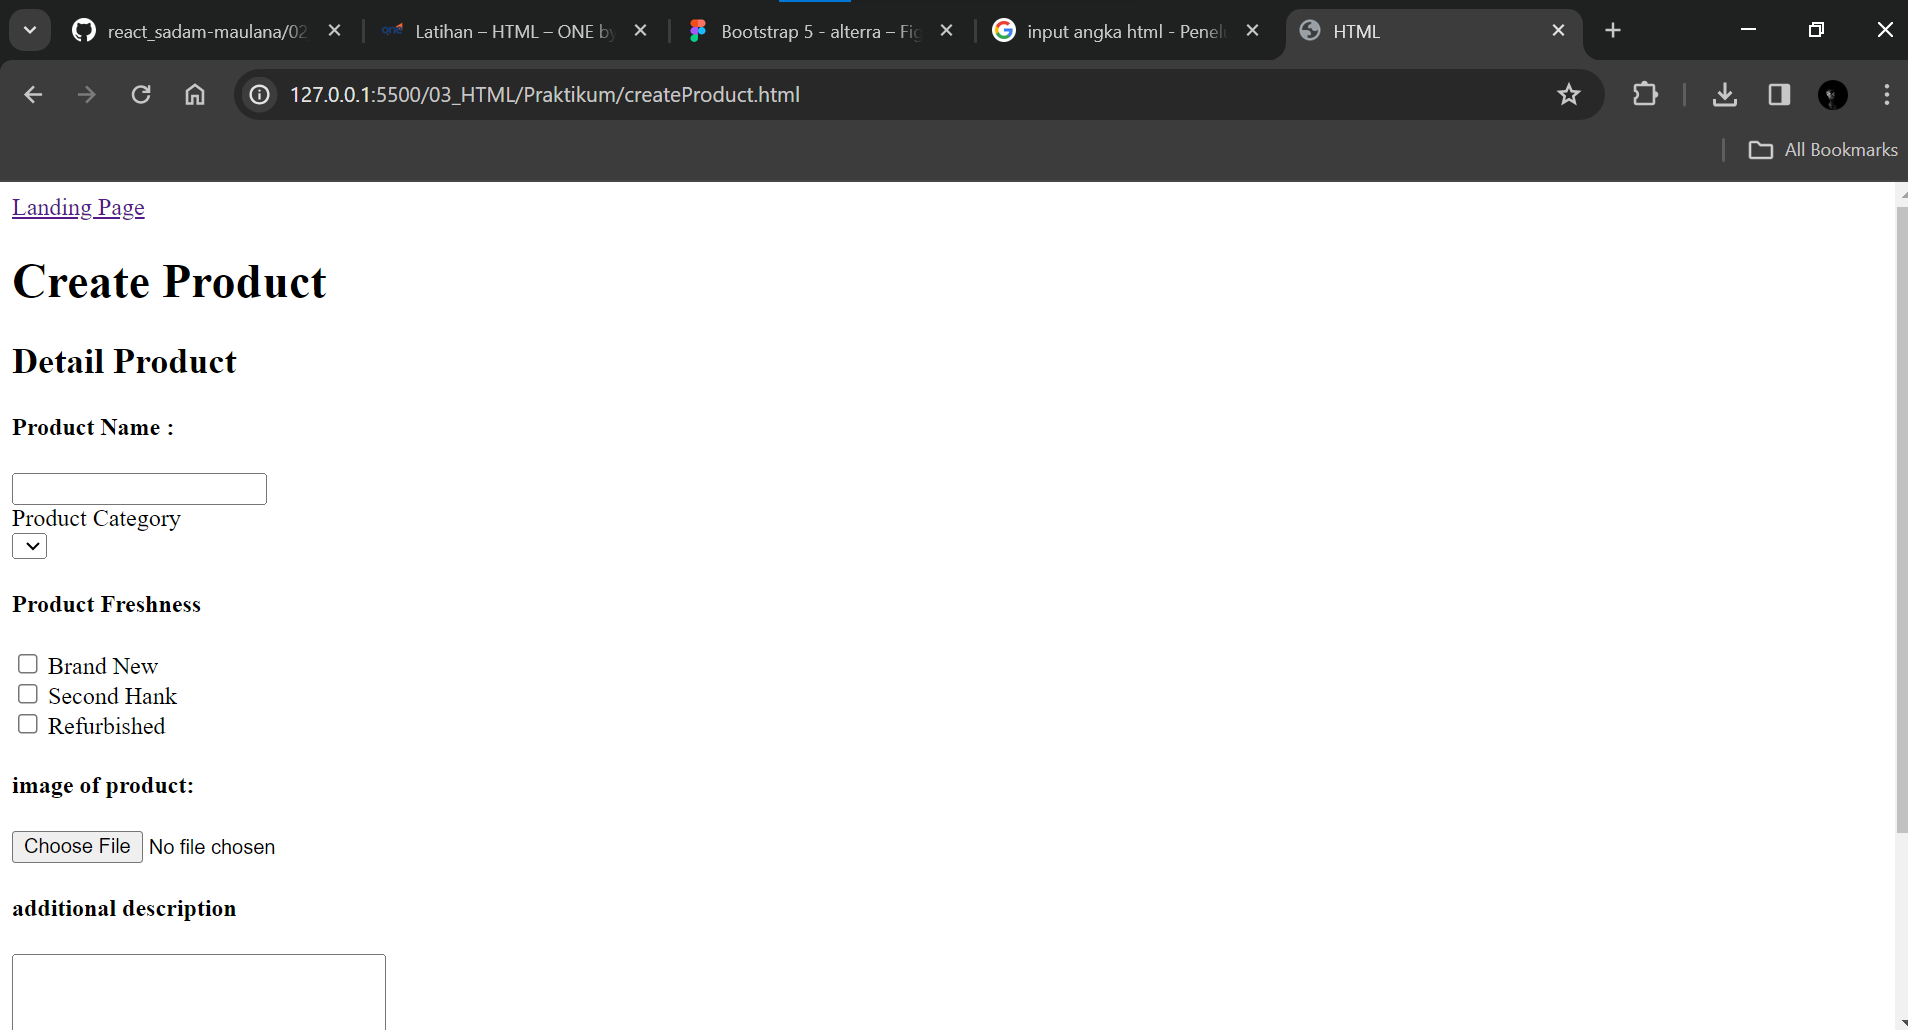 react_sadam-maulana/02
Latihan – HTML – ONE by
Bootstrap 5 - alterra – Fig
input angka html - Penelu
HTML
127.0.0.1:5500/03_HTML/Praktikum/createProduct.html
All Bookmarks
Landing Page
Create Product
Detail Product
Product Name :
Product Category
Product Freshness
Brand New
Second Hank
Refurbished
image of product:
Choose File No file chosen
additional description